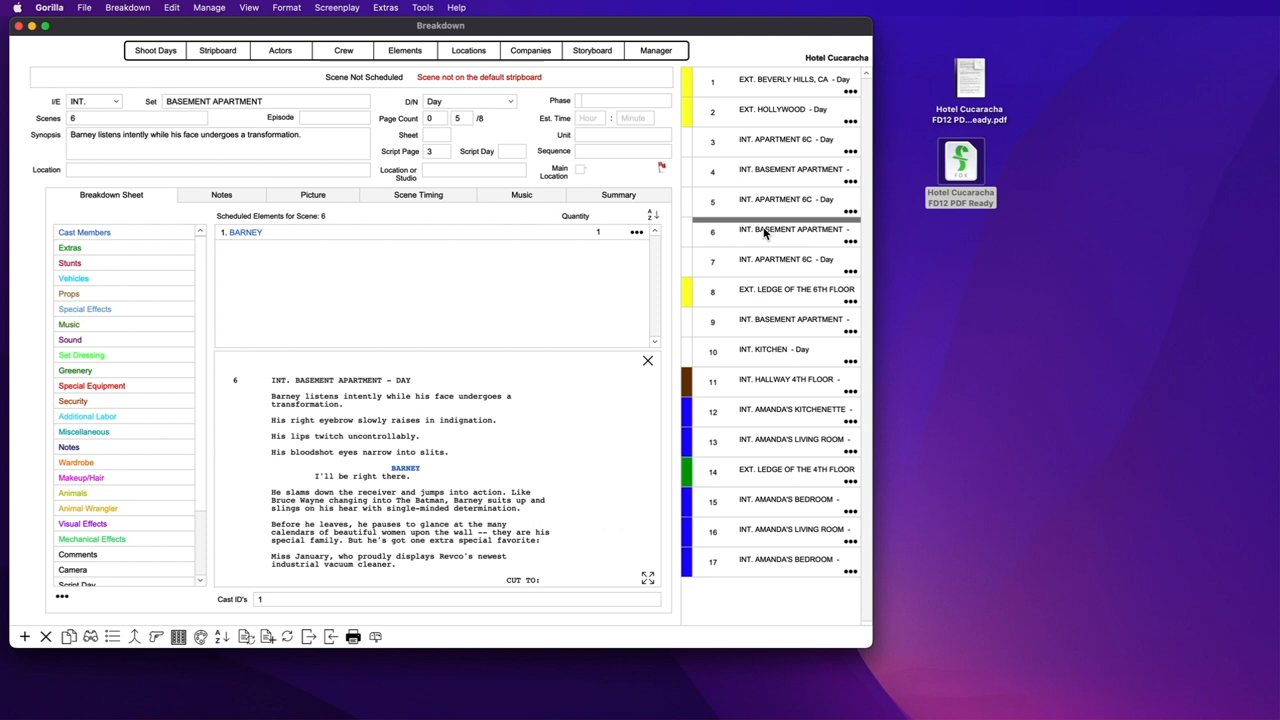 Gorilla File Breakdown Edit Manage View Format Screenplay Extras Tools Help
Breakdown
Shoot Days Stripboard Actors Crew Elements Locations Companies Storyboard Manager
Hotel Cucaracha
Scene Not Scheduled Scene not on the default stripboard
I/E INT. Set BASEMENT APARTMENT D/N Day Phase
Scenes 6 Episode Page Count 0 5 /8 Est. Time Hour : Minute
Synopsis Barney listens intently while his face undergoes a transformation. Sheet Unit
Script Page 3 Script Day Sequence
Location Location or Studio Main Location
Breakdown Sheet Notes Picture Scene Timing Music Summary
Scheduled Elements for Scene: 6 Quantity
A Z
1. BARNEY 1
Cast Members
Extras
Stunts
Vehicles
Props
Special Effects
Music
Sound
Set Dressing
Greenery
Special Equipment
Security
Additional Labor
Miscellaneous
Notes
Wardrobe
Makeup/Hair
Animals
Animal Wrangler
Visual Effects
Mechanical Effects
Comments
Camera
Script Day
6 INT. BASEMENT APARTMENT - DAY
Barney listens intently while his face undergoes a
transformation.
His right eyebrow slowly raises in indignation.
His lips twitch uncontrollably.
His bloodshot eyes narrow into slits.
BARNEY
I'll be right there.
He slams down the receiver and jumps into action. Like
Bruce Wayne changing into The Batman, Barney suits up and
slings on his hear with single-minded determination.
Before he leaves, he pauses to glance at the many
calendars of beautiful women upon the wall -- they are his
special family. But he's got one extra special favorite:
Miss January, who proudly displays Revco's newest
industrial vacuum cleaner.
CUT TO:
Cast ID's 1
A Z
1 EXT. BEVERLY HILLS, CA - Day
2 EXT. HOLLYWOOD - Day
3 INT. APARTMENT 6C - Day
4 INT. BASEMENT APARTMENT -
5 INT. APARTMENT 6C - Day
6 INT. BASEMENT APARTMENT -
7 INT. APARTMENT 6C - Day
8 EXT. LEDGE OF THE 6TH FLOOR
9 INT. BASEMENT APARTMENT -
10 INT. KITCHEN - Day
11 INT. HALLWAY 4TH FLOOR -
12 INT. AMANDA'S KITCHENETTE -
13 INT. AMANDA'S LIVING ROOM -
14 EXT. LEDGE OF THE 4TH FLOOR
15 INT. AMANDA'S BEDROOM -
16 INT. AMANDA'S LIVING ROOM -
17 INT. AMANDA'S BEDROOM -
Hotel Cucaracha
FD12 PD...eady.pdf
FDX
Hotel Cucaracha
FD12 PDF Ready